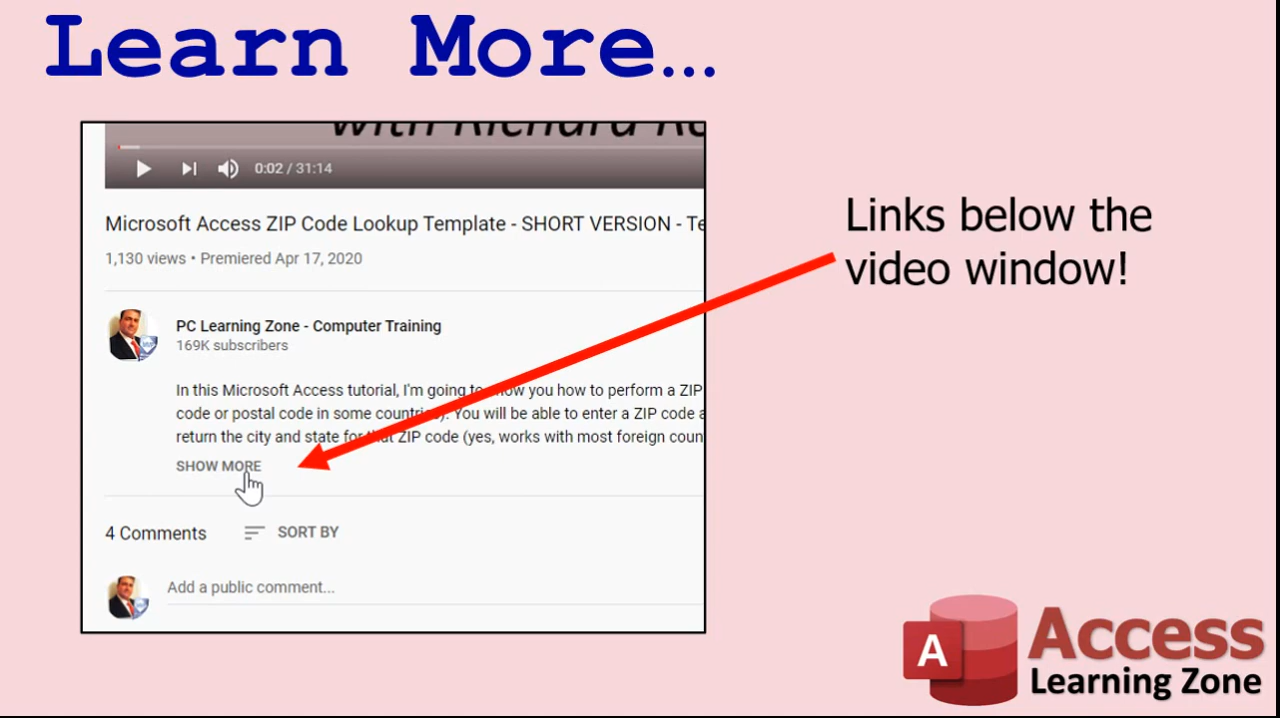 Learn More...
with Richard
0:02 / 31:14
Microsoft Access ZIP Code Lookup Template - SHORT VERSION - Te
1,130 views • Premiered Apr 17, 2020
PC Learning Zone - Computer Training
169K subscribers
In this Microsoft Access tutorial, I'm going to show you how to perform a ZIP
code or postal code in some countries). You will be able to enter a ZIP code a
return the city and state for that ZIP code (yes, works with most foreign coun
SHOW MORE
4 Comments SORT BY
Add a public comment...
Links below the
video window!
A
Access
Learning Zone